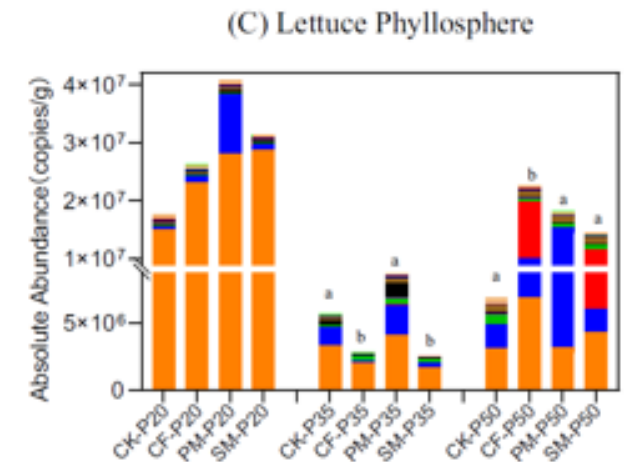 (C) Lettuce Phyllosphere
Absolute Abundance(copies/g)
4×10⁷
3×10⁷
2×10⁷
1×10⁷
5×10⁶
0
a
b
a
b
a
b
a
a
CK-P20
CF-P20
PM-P20
SM-P20
CK-P35
CF-P35
PM-P35
SM-P35
CK-P50
CF-P50
PM-P50
SM-P50